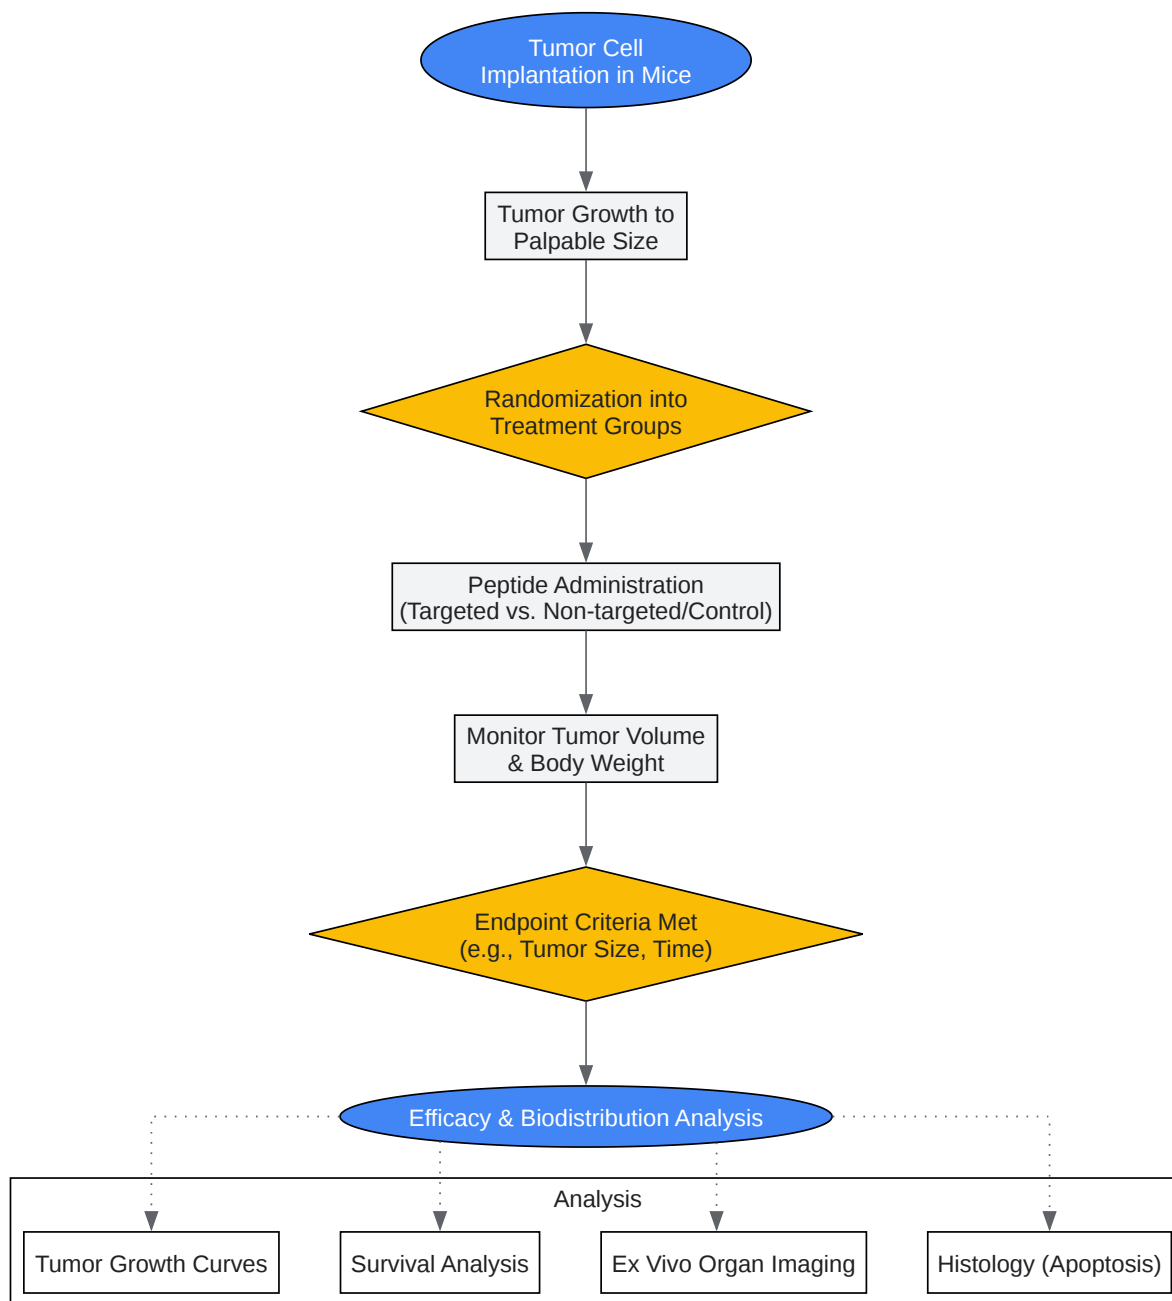 Tumor Cell
Implantation in Mice
Tumor Growth to
Palpable Size
Randomization into
Treatment Groups
Peptide Administration
(Targeted vs. Non-targeted/Control)
Monitor Tumor Volume
& Body Weight
Endpoint Criteria Met
(e.g., Tumor Size, Time)
Efficacy & Biodistribution Analysis
Analysis
Tumor Growth Curves
Survival Analysis
Ex Vivo Organ Imaging
Histology (Apoptosis)